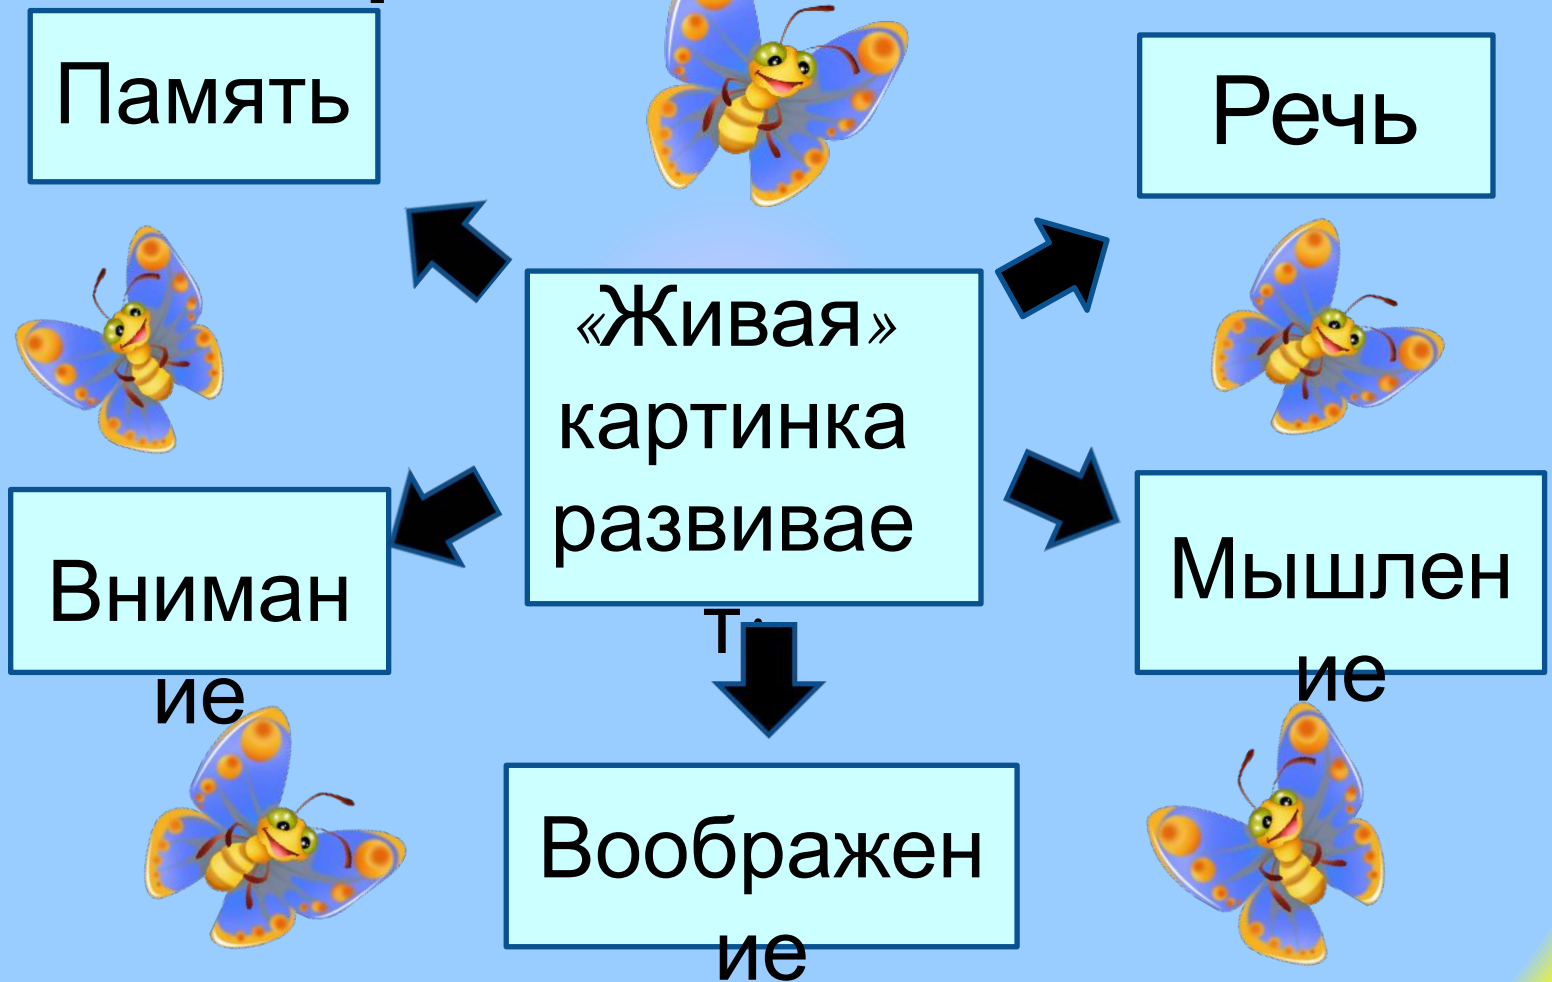 Память
Речь
«Живая»
картинка
развивае
т:
Вниман
ие
Мышлен
ие
Воображен
ие